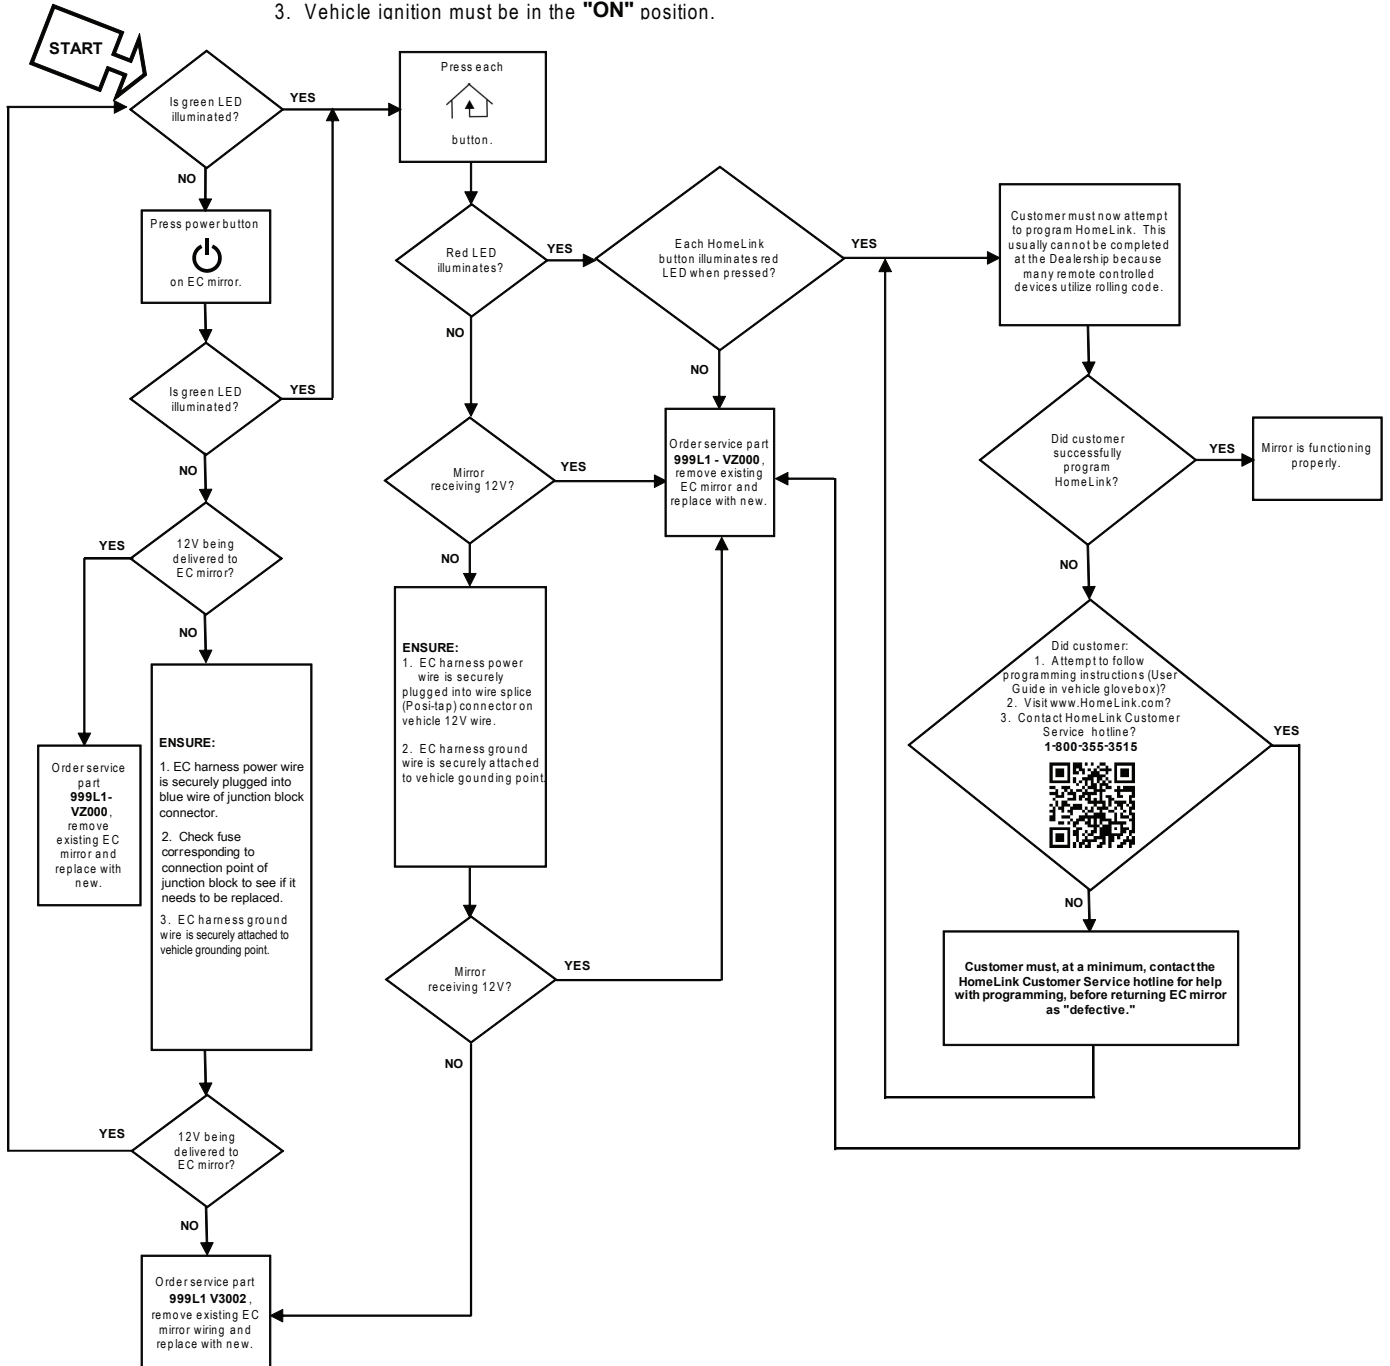 3. Vehicle ignition must be in the "ON" position.
START
Is green LED
illuminated?
YES
NO
Press power button
on EC mirror.
Is green LED
illuminated?
YES
NO
12V being
delivered to
EC mirror?
YES
NO
Order service
part
999L1-
VZ000,
remove
existing EC
mirror and
replace with
new.
ENSURE:
1. EC harness power wire
is securely plugged into
blue wire of junction block
connector.
2. Check fuse
corresponding to
connection point of
junction block to see if it
needs to be replaced.
3. EC harness ground
wire is securely attached to
vehicle grounding point.
12V being
delivered to
EC mirror?
YES
NO
Order service part
999L1 V3002,
remove existing EC
mirror wiring and
replace with new.
Press each
button.
Red LED
illuminates?
YES
NO
Mirror
receiving 12V?
YES
NO
ENSURE:
1. EC harness power
wire is securely
plugged into wire splice
(Posi-tap) connector on
vehicle 12V wire.
2. EC harness ground
wire is securely attached
to vehicle gounding point.
Mirror
receiving 12V?
YES
NO
Each HomeLink
button illuminates red
LED when pressed?
YES
NO
Order service part
999L1 - VZ000,
remove existing
EC mirror and
replace with new.
Customer must now attempt
to program HomeLink. This
usually cannot be completed
at the Dealership because
many remote controlled
devices utilize rolling code.
Did customer
successfully
program
HomeLink?
YES
NO
Mirror is functioning
properly.
Did customer:
1. Attempt to follow
programming instructions (User
Guide in vehicle glovebox)?
2. Visit www.HomeLink.com?
3. Contact HomeLink Customer
Service hotline?
1-800-355-3515
YES
NO
Customer must, at a minimum, contact the
HomeLink Customer Service hotline for help
with programming, before returning EC mirror
as "defective."